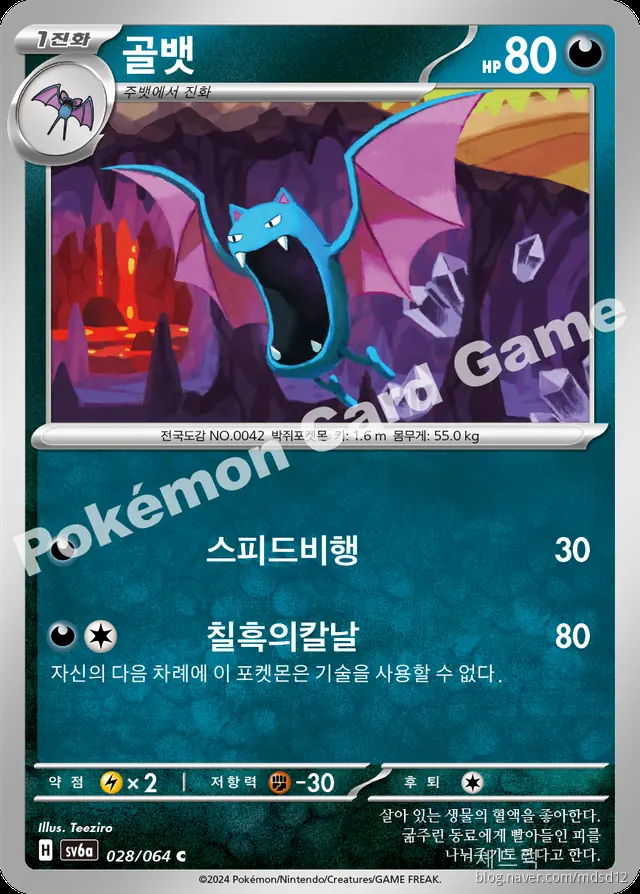 1진화
골뱃
HP 80
주뱃에서 진화
전국도감 NO.0042 박쥐포켓몬 키: 1.6 m 몸무게: 55.0 kg
Pokémon Card Game
스피드비행 30
칠흑의칼날 80
자신의 다음 차례에 이 포켓몬은 기술을 사용할 수 없다.
약점 ×2 저항력 -30 후퇴
살아 있는 생물의 혈액을 좋아한다.
굶주린 동료에게 빨아들인 피를
나눠주기도 한다고 한다.
Illus. Teeziro
H sv6a 028/064 C
©2024 Pokémon/Nintendo/Creatures/GAME FREAK.
blog.naver.com/mdsd12